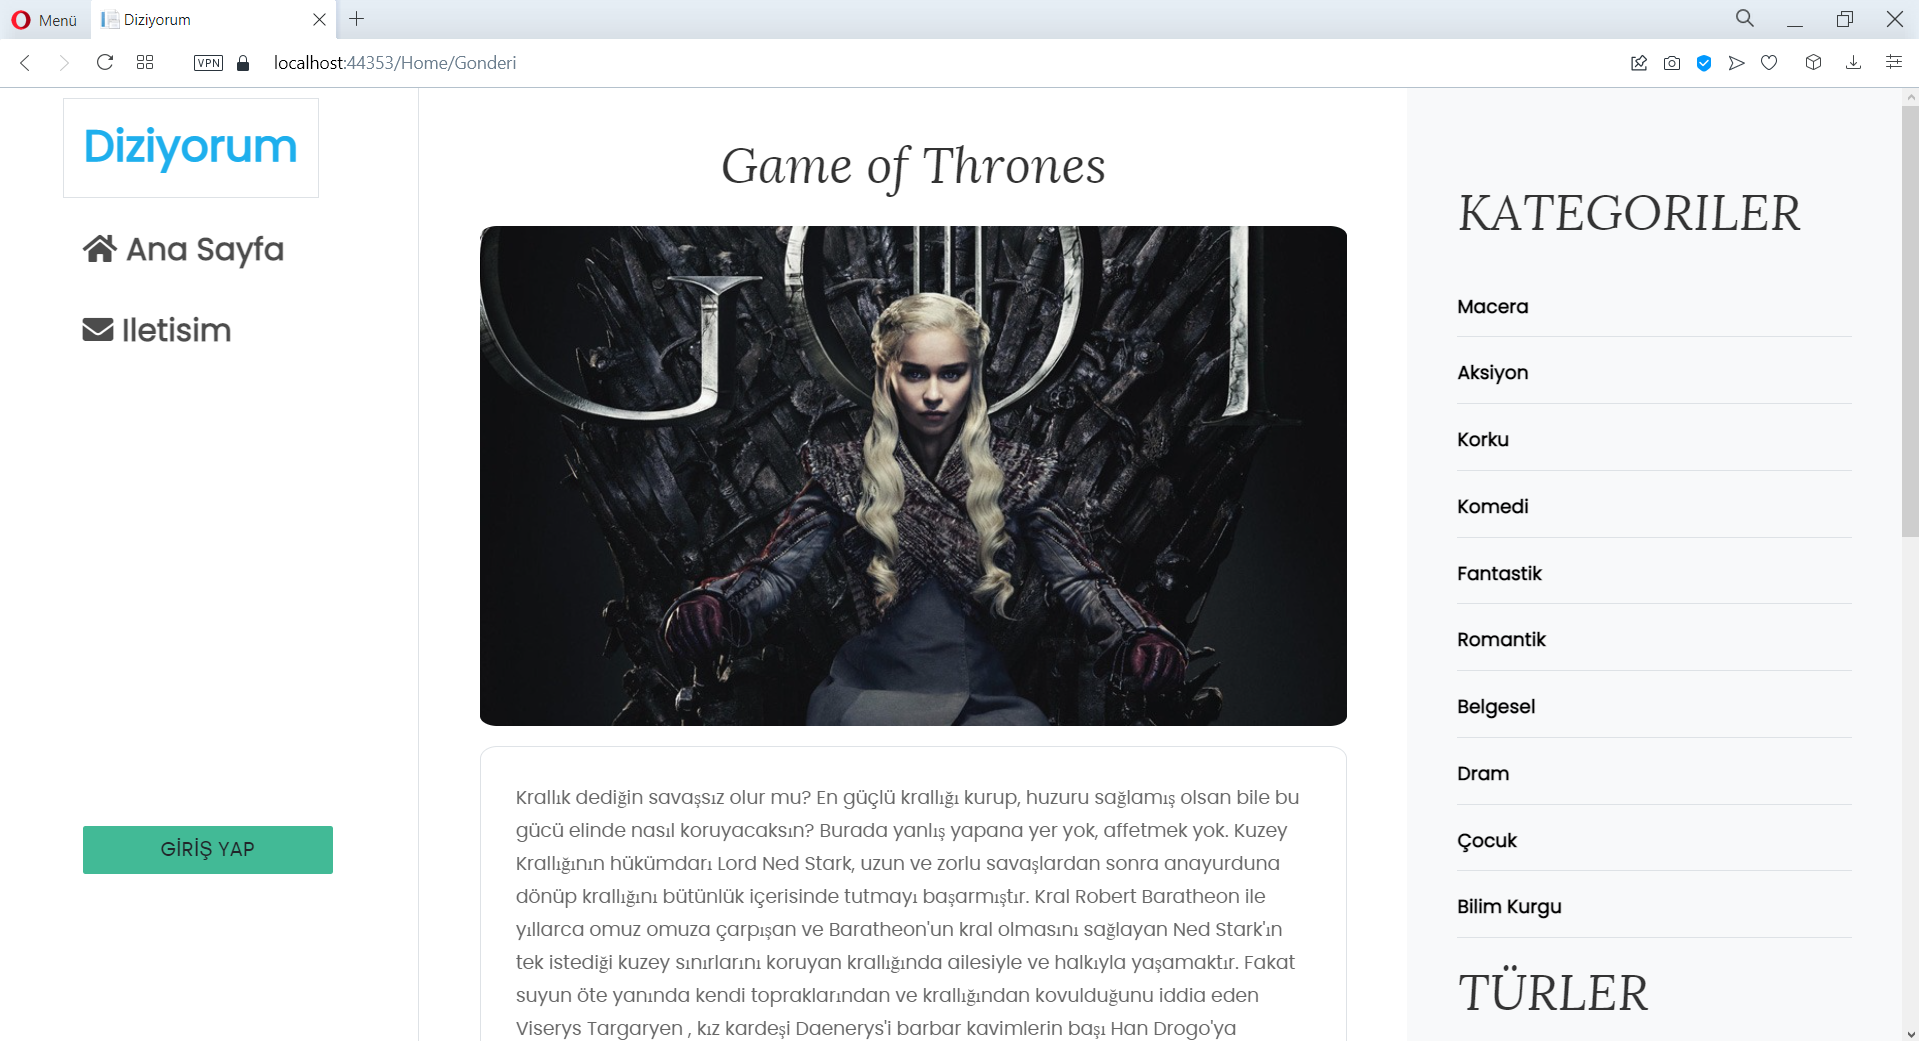 Menü
Diziyorum
VPN
localhost:44353/Home/Gonderi
Diziyorum
Ana Sayfa
Iletisim
GİRİŞ YAP
Game of Thrones
GOT
Krallık dediğin savaşsız olur mu? En güçlü krallığı kurup, huzuru sağlamış olsan bile bu
gücü elinde nasıl koruyacaksın? Burada yanlış yapana yer yok, affetmek yok. Kuzey
Krallığının hükümdarı Lord Ned Stark, uzun ve zorlu savaşlardan sonra anayurduna
dönüp krallığını bütünlük içerisinde tutmayı başarmıştır. Kral Robert Baratheon ile
yıllarca omuz omuza çarpışan ve Baratheon'un kral olmasını sağlayan Ned Stark'ın
tek istediği kuzey sınırlarını koruyan krallığında ailesiyle ve halkıyla yaşamaktır. Fakat
suyun öte yanında kendi topraklarından ve krallığından kovulduğunu iddia eden
Viserys Targaryen , kız kardeşi Daenerys'i barbar kavimlerin başı Han Drogo'ya
KATEGORILER
Macera
Aksiyon
Korku
Komedi
Fantastik
Romantik
Belgesel
Dram
Çocuk
Bilim Kurgu
TÜRLER